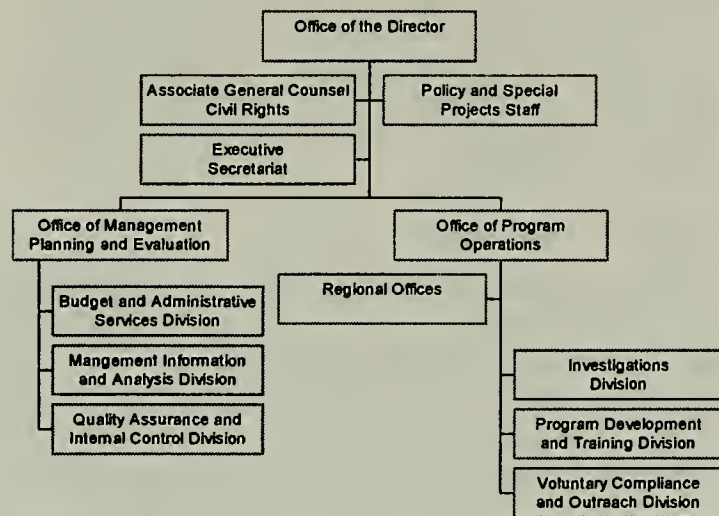 Office of the Director
Associate General Counsel
Civil Rights
Policy and Special
Projects Staff
Executive
Secretariat
Office of Management
Planning and Evaluation
Office of Program
Operations
Regional Offices
Budget and Administrative
Services Division
Mangement Information
and Analysis Division
Quality Assurance and
Internal Control Division
Investigations
Division
Program Development
and Training Division
Voluntary Compliance
and Outreach Division